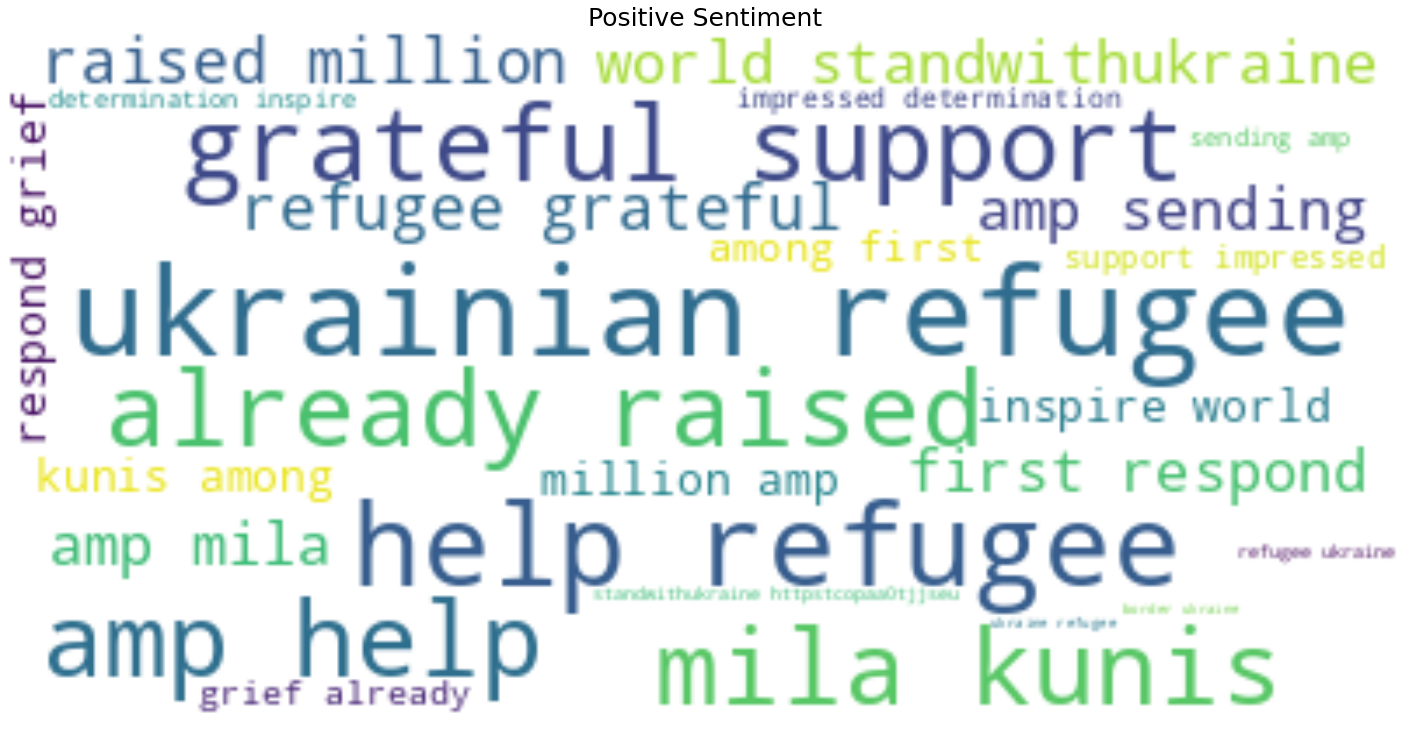 Positive Sentiment
raised million
world standwithukraine
determination inspire
impressed determination
grateful support
sending amp
respond grief
refugee grateful
amp sending
among first
support impressed
ukrainian refugee
already raised
inspire world
kunis among
million amp
first respond
amp mila
help refugee
refugee ukraine
standwithukraine
border ukraine
ukraine refugee
amp help
mila kunis
grief already